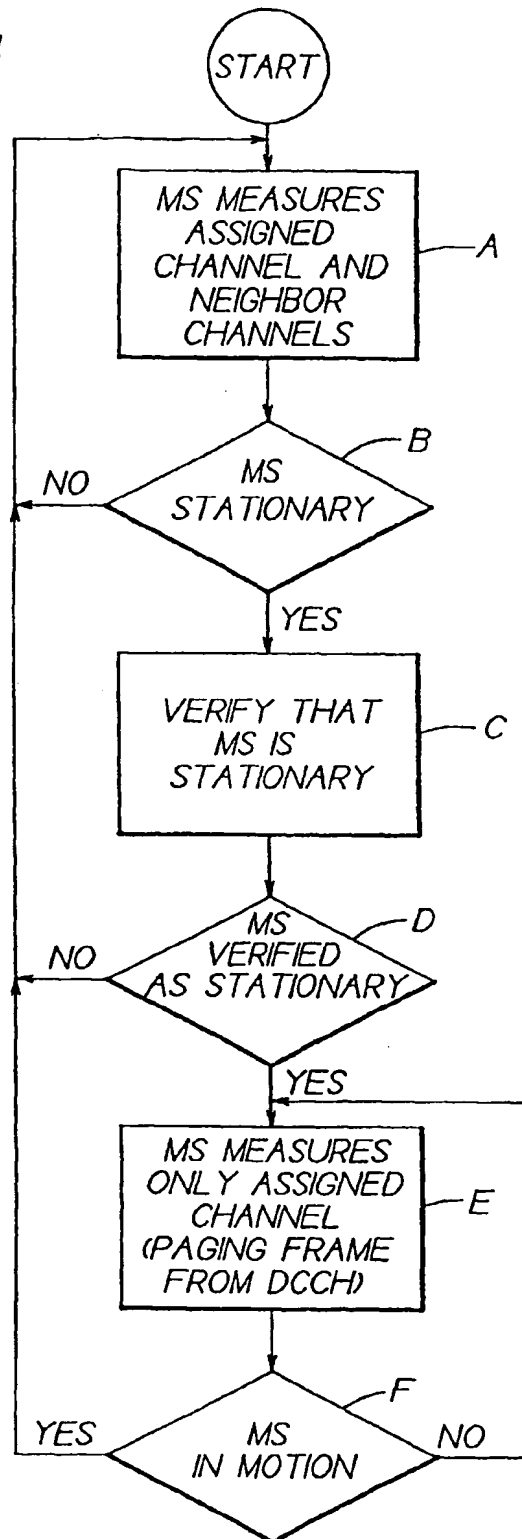 START
MS MEASURES
ASSIGNED
CHANNEL AND
NEIGHBOR
CHANNELS
A
B
MS
STATIONARY
NO
YES
VERIFY THAT
MS IS
STATIONARY
C
MS
VERIFIED
AS STATIONARY
D
NO
YES
MS MEASURES
ONLY ASSIGNED
CHANNEL
(PAGING FRAME
FROM DCCH)
E
F
YES
MS
IN MOTION
NO